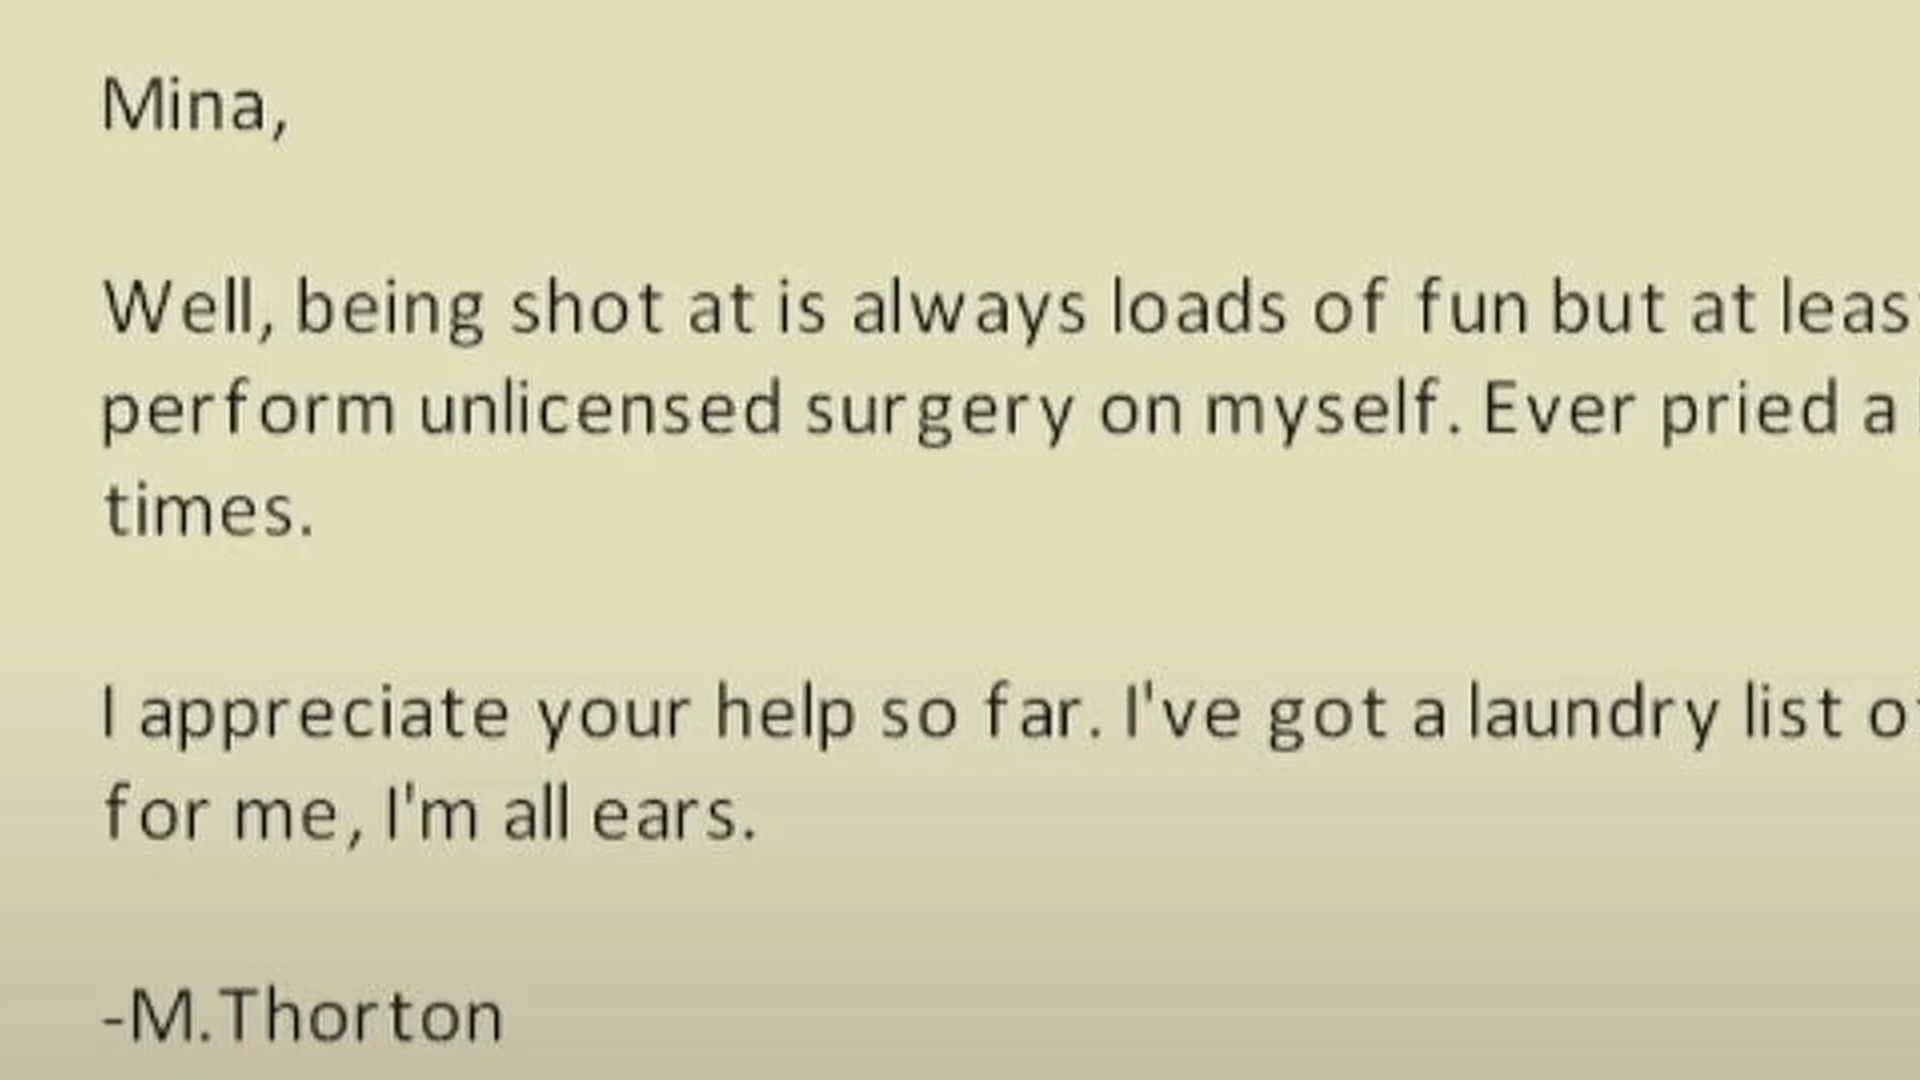 Mina,
Well, being shot at is always loads of fun but at
perform unlicensed surgery on myself. Ever pried a
times.
I appreciate your help so far. I've got a laundry list
for me, I'm all ears.
-M.Thorton